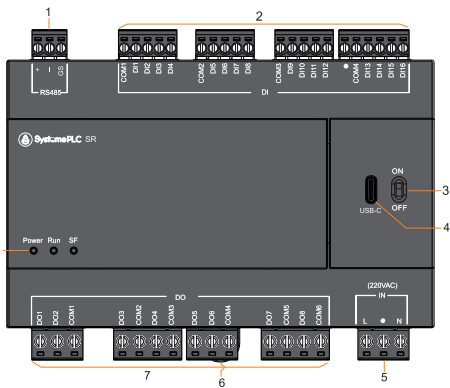 1
2
+ I GS
RS485
COM1 DI1 DI2 DI3 DI4
COM2 DI5 DI6 DI7 DI8
COM3 DI9 DI10 DI11 DI12
COM4 DI13 DI14 DI15 DI16
DI
SystemePLC SR
ON
OFF
3
USB-C
4
Power Run SF
(220VAC)
IN
L N
DO
DO1 DO2 COM1
DO3 COM2 DO4 COM3
DO5 DO6 COM4
DO7 COM5 DO8 COM6
7
6
5